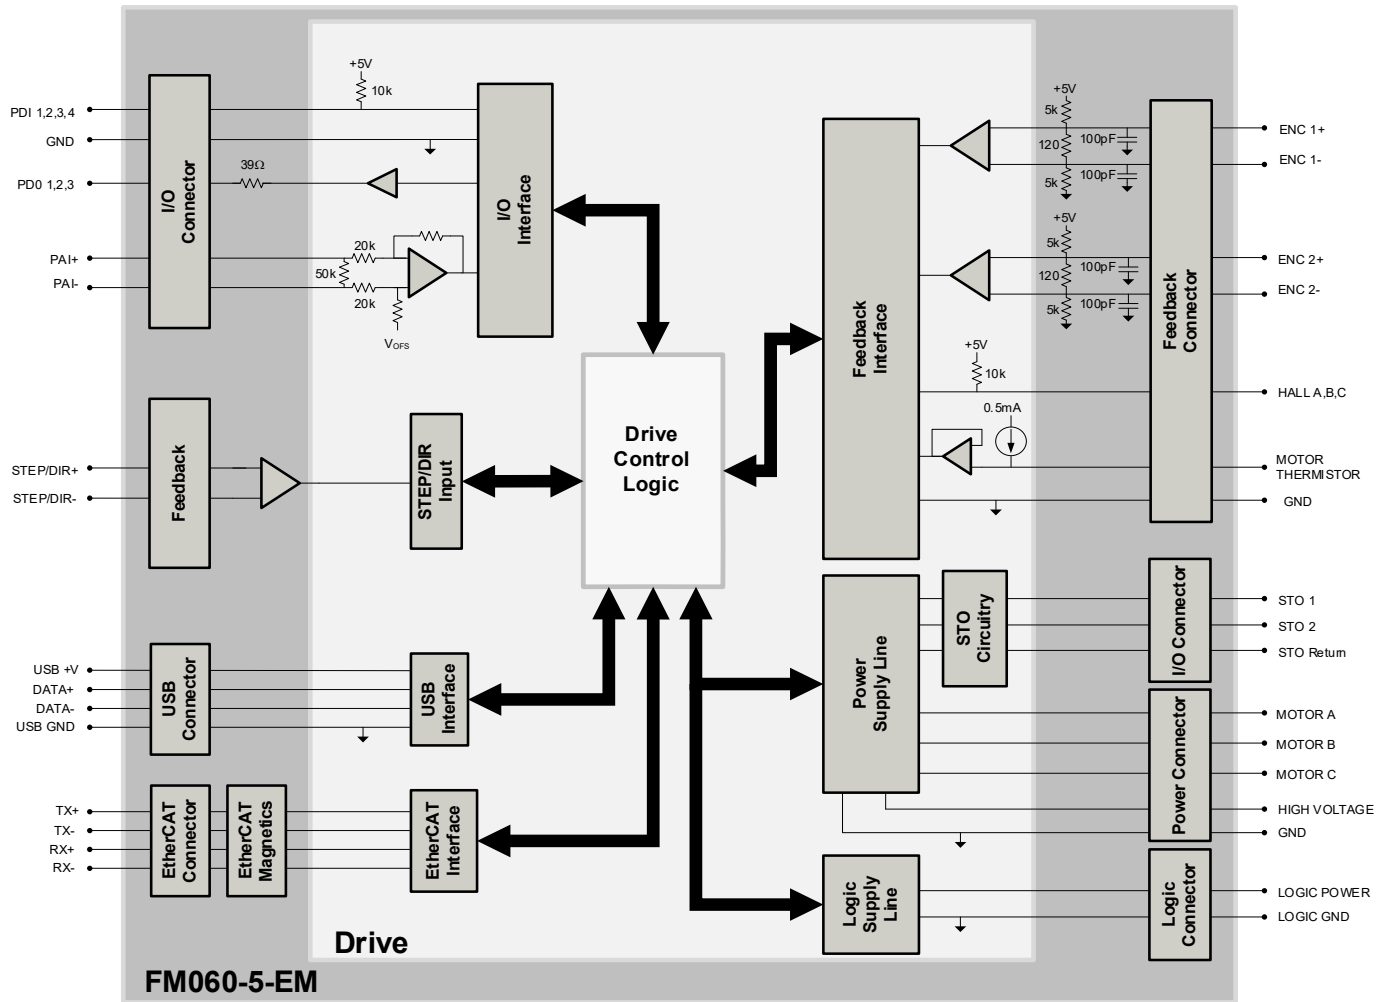 +5V
10k
PDI 1,2,3,4
GND
39Ω
PD0 1,2,3
PAI+
PAI-
20k
50k
20k
VOFS
I/O
Connector
I/O
Interface
STEP/DIR+
STEP/DIR-
Feedback
STEP/DIR
Input
Drive
Control
Logic
USB +V
DATA+
DATA-
USB GND
USB
Connector
USB
Interface
TX+
TX-
RX+
RX-
EtherCAT
Connector
EtherCAT
Magnetics
EtherCAT
Interface
Feedback
Interface
+5V
5k
120
5k
100pF
100pF
+5V
5k
120
5k
100pF
100pF
+5V
10k
0.5mA
Feedback
Connector
ENC 1+
ENC 1-
ENC 2+
ENC 2-
HALL A,B,C
MOTOR
THERMISTOR
GND
Power
Supply Line
STO
Circuitry
I/O Connector
STO 1
STO 2
STO Return
Power Connector
MOTOR A
MOTOR B
MOTOR C
HIGH VOLTAGE
GND
Logic
Supply
Line
Logic
Connector
LOGIC POWER
LOGIC GND
Drive
FM060-5-EM